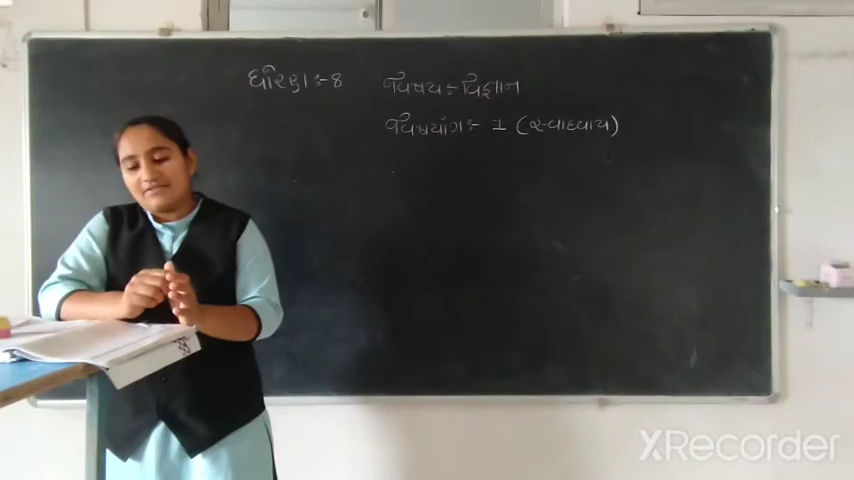 ધોરણ :- 8 વિષય :- વિજ્ઞાન
વિષયાંગ :- 1 (સ્વાધ્યાય)
XRecorder